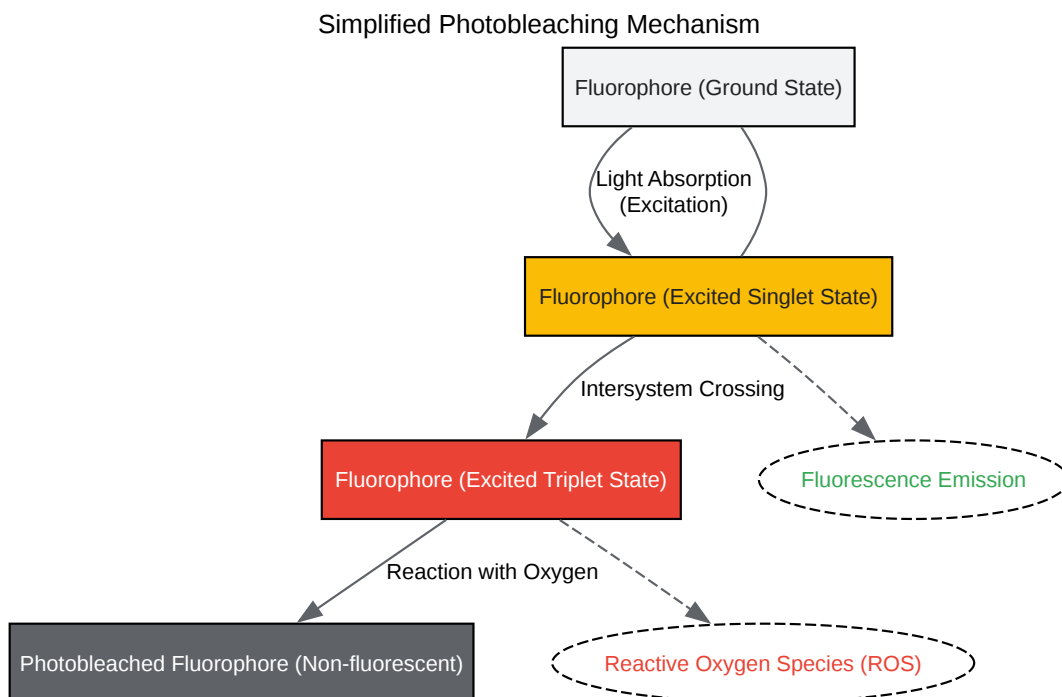 Simplified Photobleaching Mechanism
Fluorophore (Ground State)
Light Absorption
(Excitation)
Fluorophore (Excited Singlet State)
Intersystem Crossing
Fluorophore (Excited Triplet State)
Fluorescence Emission
Reaction with Oxygen
Photobleached Fluorophore (Non-fluorescent)
Reactive Oxygen Species (ROS)